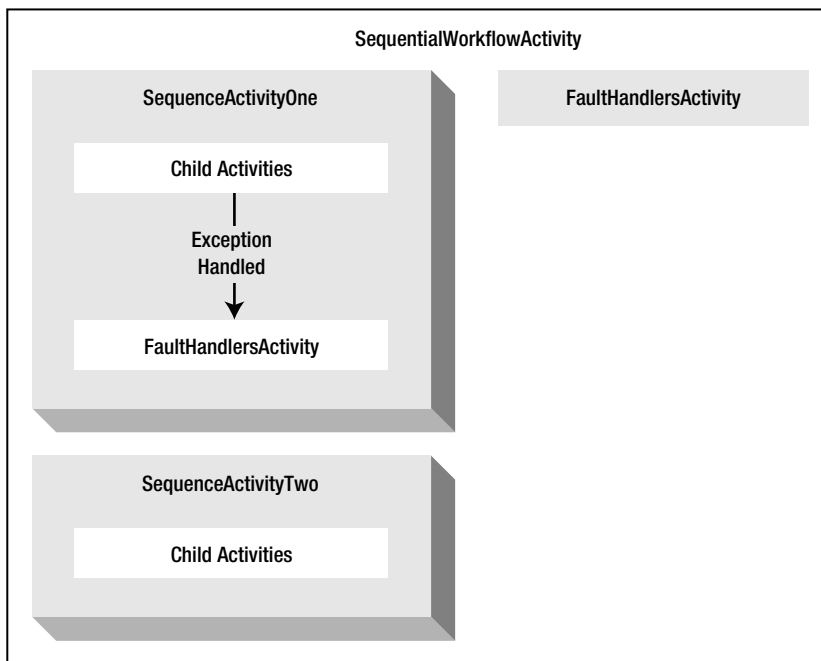 SequentialWorkflowActivity
SequenceActivityOne
FaultHandlersActivity
Child Activities
Exception
Handled
FaultHandlersActivity
SequenceActivityTwo
Child Activities